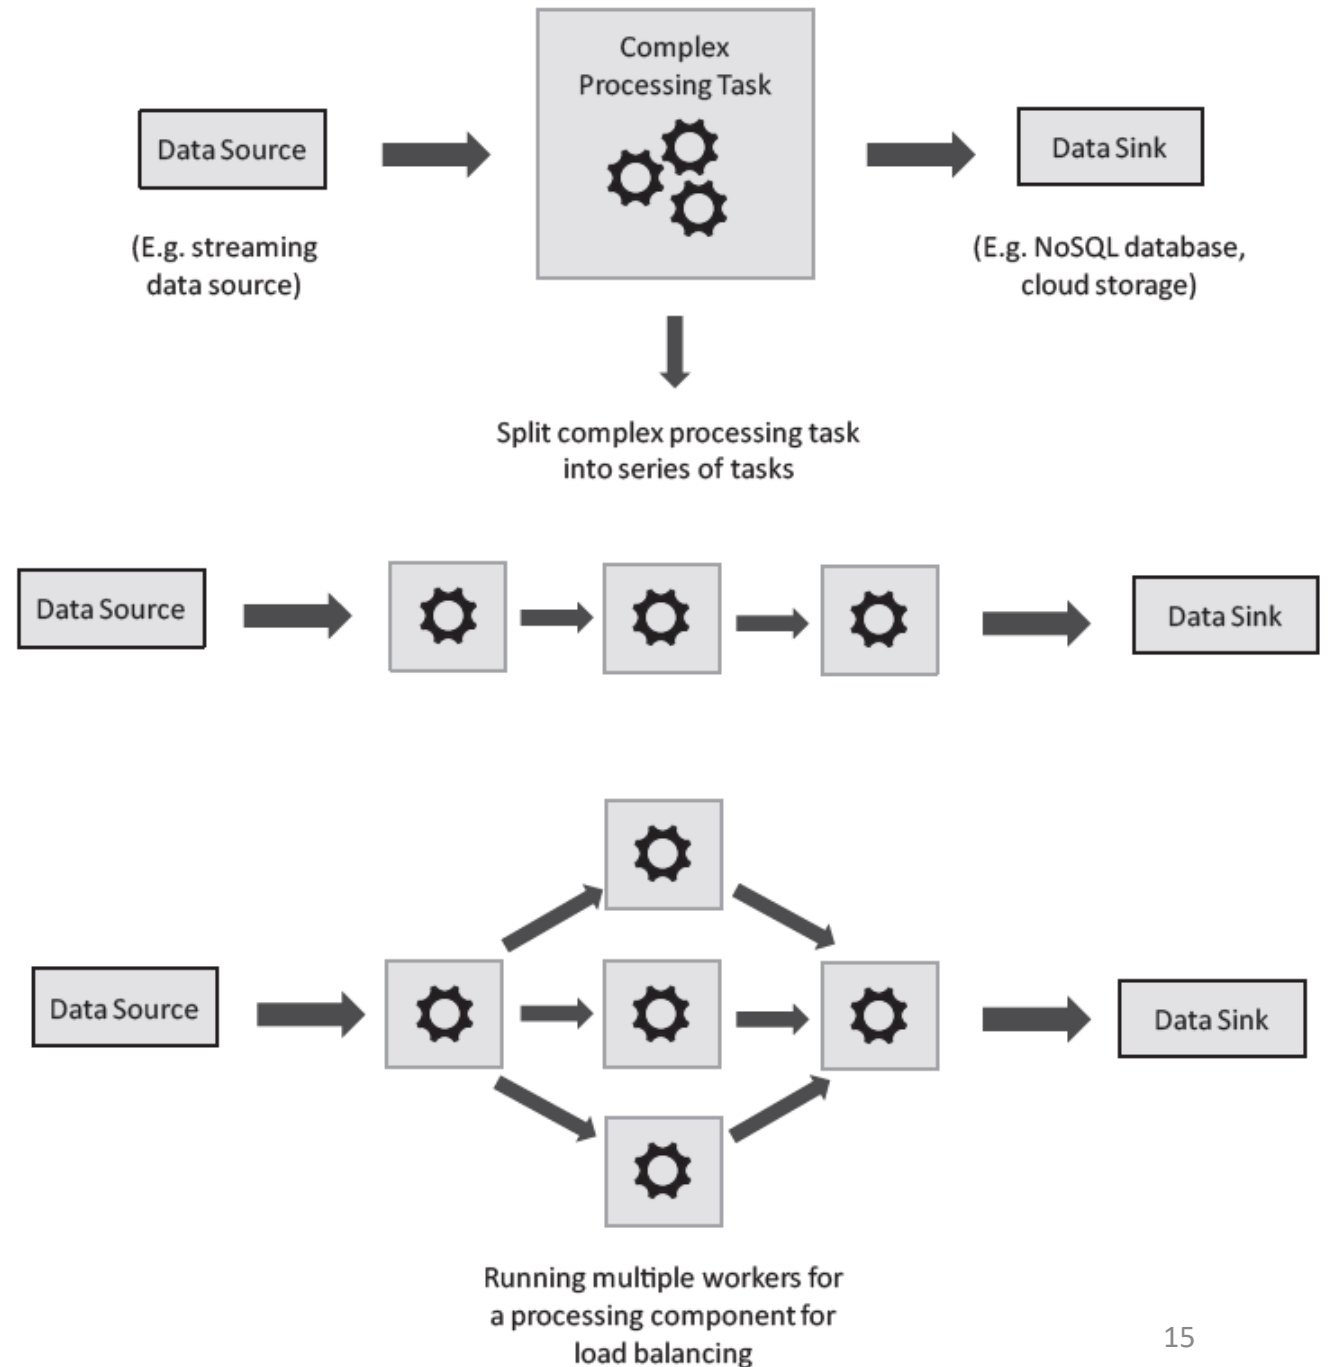 Complex
Processing Task
Data Source
Data Sink
(E.g. streaming
data source)
(E.g. NoSQL database,
cloud storage)
Split complex processing task
into series of tasks
Data Source
Data Sink
Data Source
Data Sink
Running multiple workers for
a processing component for
load balancing
15